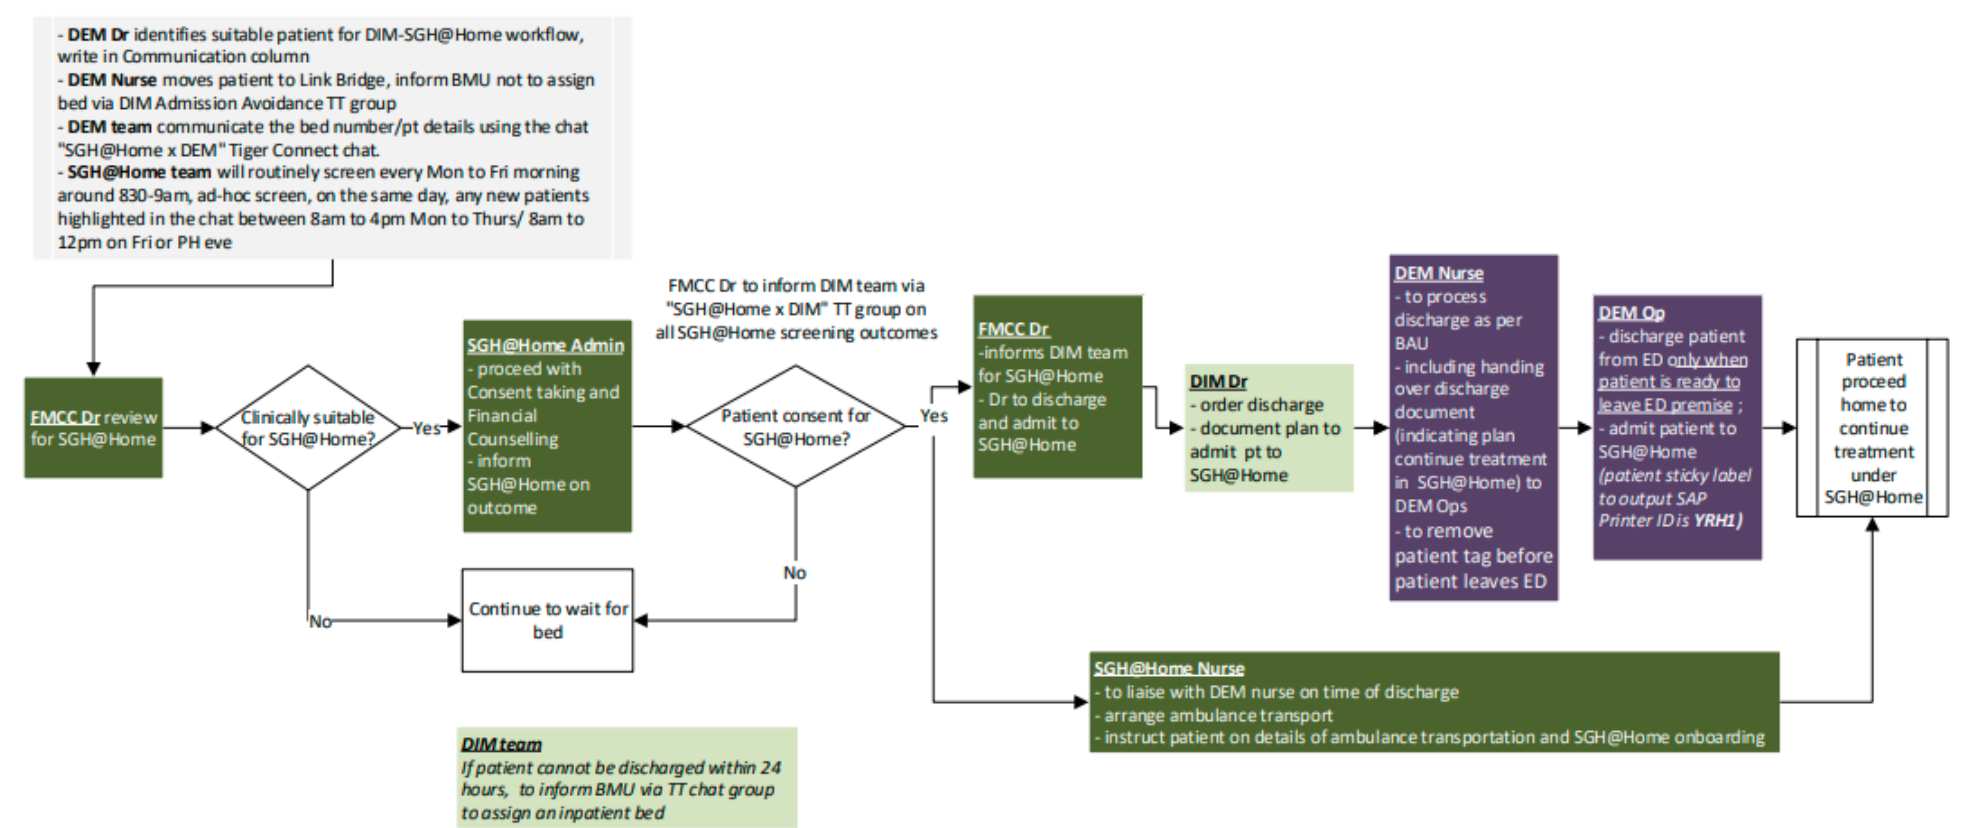 - DEM Dr identifies suitable patient for DIM-SGH@Home workflow,
write in Communication column
- DEM Nurse moves patient to Link Bridge, inform BMU not to assign
bed via DIM Admission Avoidance TT group
- DEM team communicate the bed number/pt details using the chat
"SGH@Home x DEM" Tiger Connect chat.
- SGH@Home team will routinely screen every Mon to Fri morning
around 830-9am, ad-hoc screen, on the same day, any new patients
highlighted in the chat between 8am to 4pm Mon to Thurs/ 8am to
12pm on Fri or PH eve
FMCC Dr review
for SGH@Home
Clinically suitable
for SGH@Home?
Yes
No
SGH@Home Admin
- proceed with
Consent taking and
Financial
Counselling
- inform
SGH@Home on
outcome
Continue to wait for
bed
FMCC Dr to inform DIM team via
"SGH@Home x DIM" TT group on
all SGH@Home screening outcomes
Patient consent for
SGH@Home?
Yes
No
FMCC Dr
-informs DIM team
for SGH@Home
- Dr to discharge
and admit to
SGH@Home
DIM Dr
- order discharge
- document plan to
admit pt to
SGH@Home
DEM Nurse
- to process
discharge as per
BAU
- including handing
over discharge
document
(indicating plan
continue treatment
in SGH@Home) to
DEM Ops
- to remove
patient tag before
patient leaves ED
DEM Op
- discharge patient
from ED only when
patient is ready to
leave ED premise ;
- admit patient to
SGH@Home
(patient sticky label
to output SAP
Printer ID is YRH1)
Patient
proceed
home to
continue
treatment
under
SGH@Home
SGH@Home Nurse
- to liaise with DEM nurse on time of discharge
- arrange ambulance transport
- instruct patient on details of ambulance transportation and SGH@Home onboarding
DIM team
If patient cannot be discharged within 24
hours, to inform BMU via TT chat group
to assign an inpatient bed